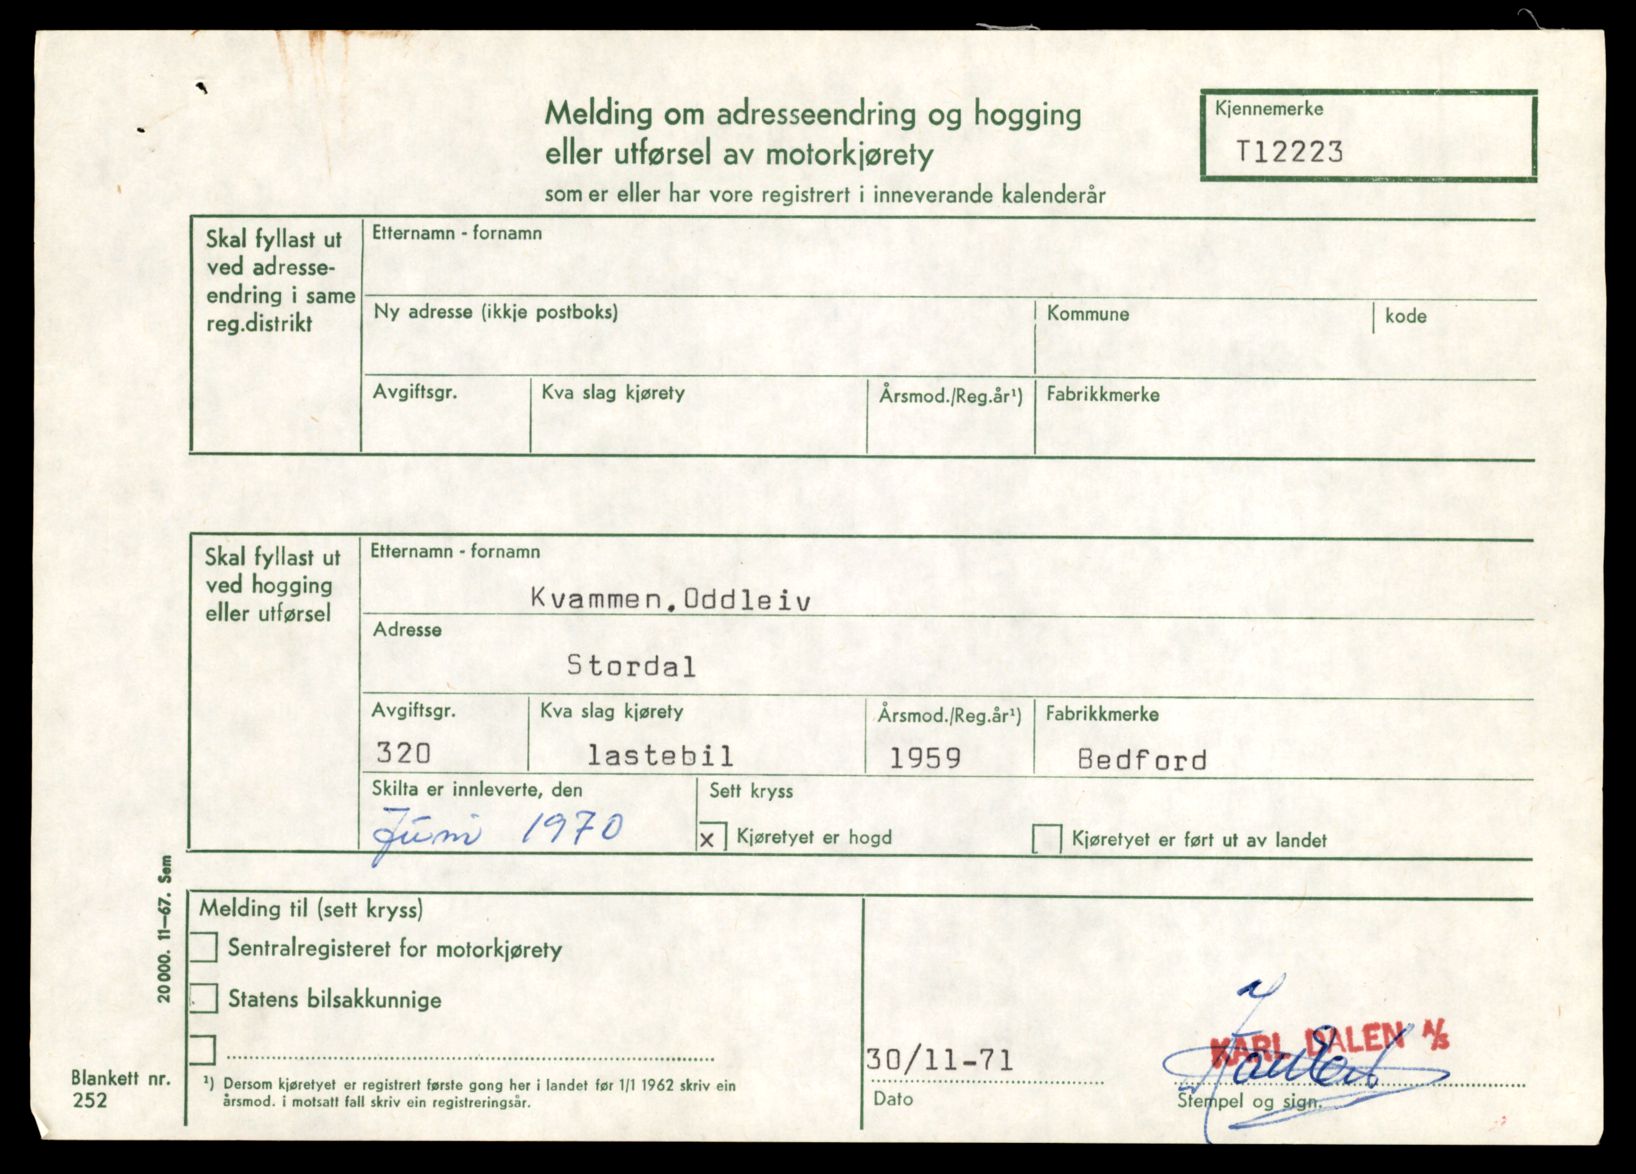 Melding om adresseendring og hogging
eller utførsel av motorkjørety
som er eller har vore registrert i inneverande kalenderår
Kjennemerke
T12223
Skal fyllast ut
ved adresse-
endring i same
reg.distrikt
Etternamn - fornamn
Ny adresse (ikkje postboks)
Kommune
kode
Avgiftsgr.
Kva slag kjørety
Årsmod./Reg.år¹)
Fabrikkmerke
Skal fyllast ut
ved hogging
eller utførsel
Etternamn - fornamn
Kvammen.Oddleiv
Adresse
Stordal
Avgiftsgr.
Kva slag kjørety
Årsmod./Reg.år¹)
Fabrikkmerke
320
lastebil
1959
Bedford
Skilta er innleverte, den
Juni 1970
Sett kryss
x Kjøretyet er hogd
Kjøretyet er ført ut av landet
20000. 11-67. Sem
Melding til (sett kryss)
Sentralregisteret for motorkjørety
Statens bilsakkunnige
Blankett nr.
252
¹) Dersom kjøretyet er registrert første gong her i landet før 1/1 1962 skriv ein
årsmod. i motsatt fall skriv ein registreringsår.
30/11-71
Dato
KARL DALEN A/S
Stempel og sign.